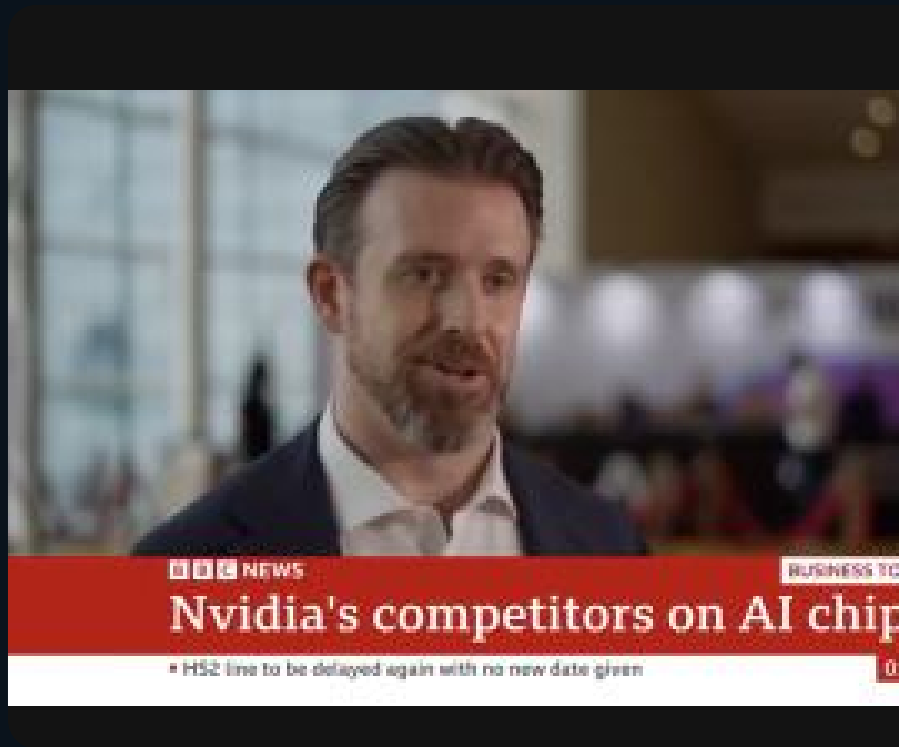 BBC NEWS
BUSINESS TO
Nvidia's competitors on AI chip
• HS2 line to be delayed again with no new date given